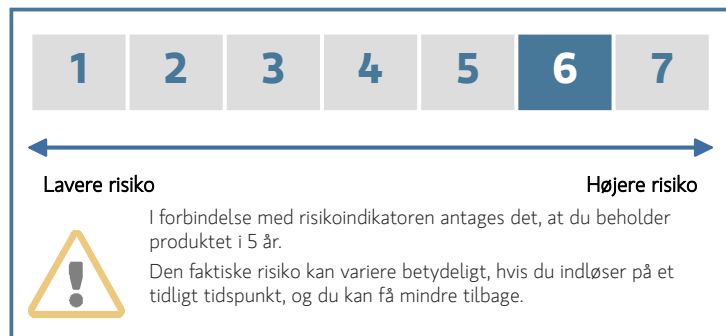 1 2 3 4 5 6 7
Lavere risiko Højere risiko
I forbindelse med risikoindikatoren antages det, at du beholder
produktet i 5 år.
Den faktiske risiko kan variere betydeligt, hvis du indløser på et
tidligt tidspunkt, og du kan få mindre tilbage.